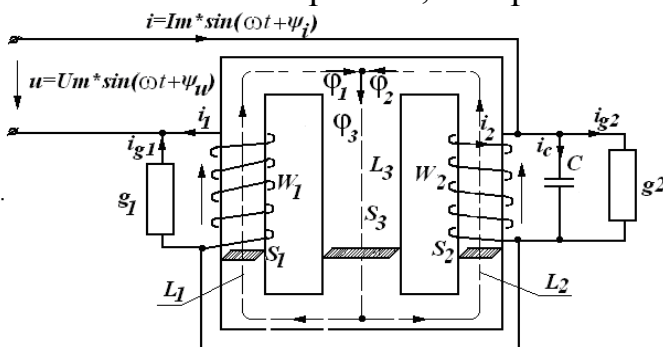 i=Im*sin(ωt+ψi)
u=Um*sin(ωt+ψu)
φ1 φ2
i1
ig1
φ3
i2
ic
C
ig2
g1
W1
L3
W2
g2
S3
S1
S2
L1
L2